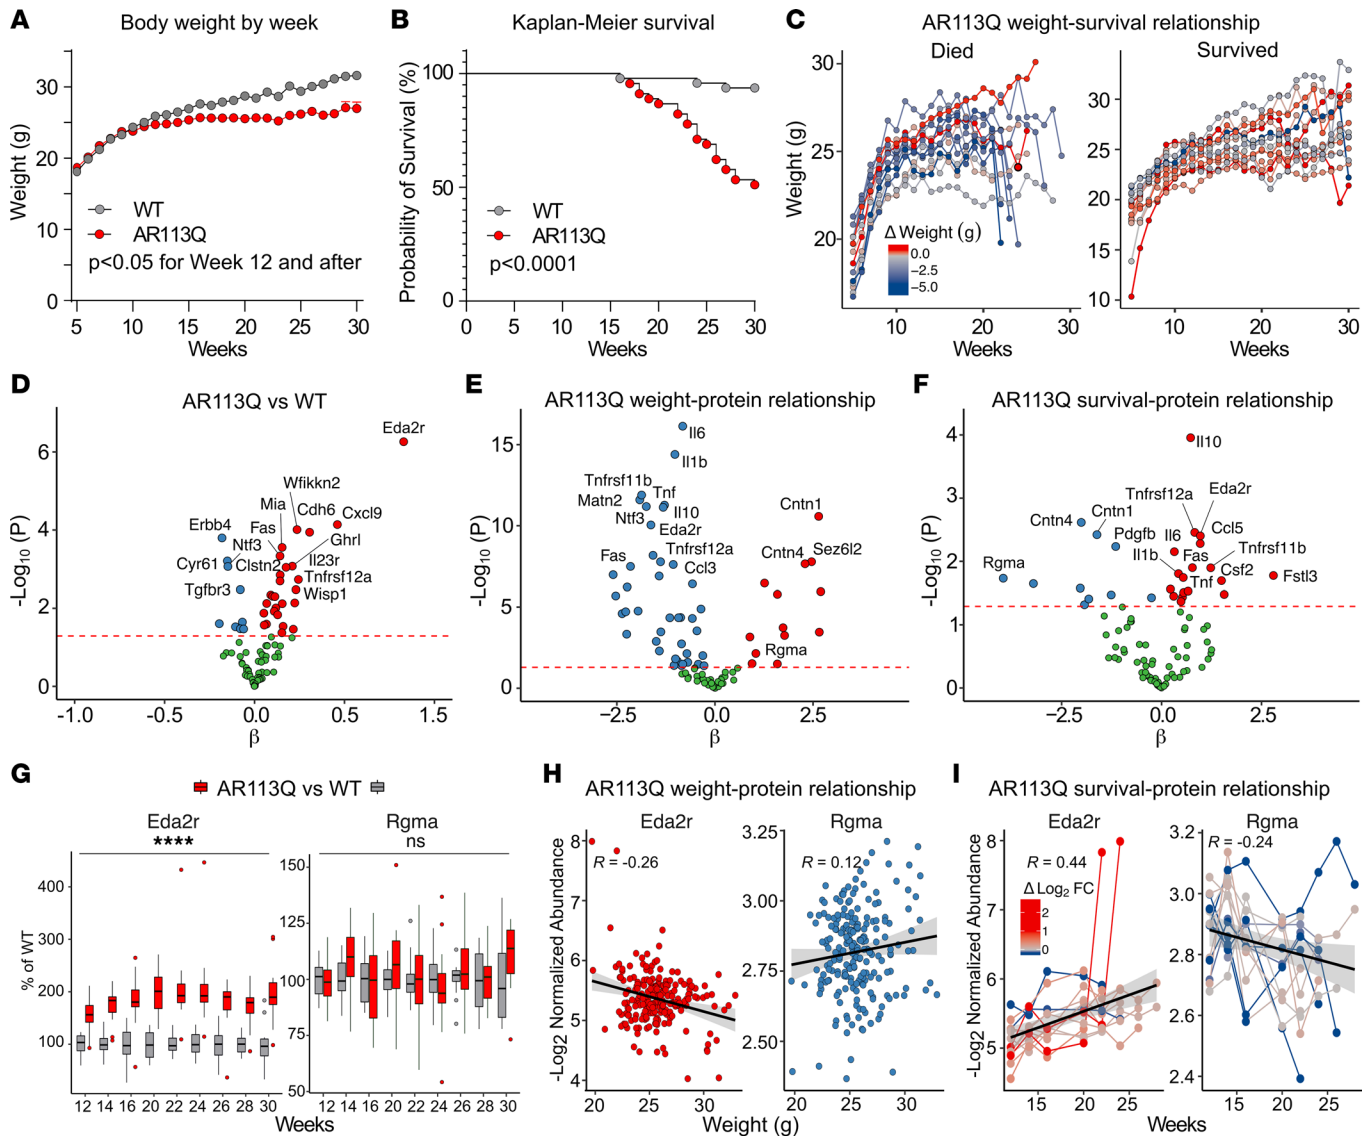 A
Body weight by week
Weight (g)
30
20
10
0
WT
AR113Q
p<0.05 for Week 12 and after
5
10
15
20
25
30
Weeks
B
Kaplan-Meier survival
Probability of Survival (%)
100
50
0
WT
AR113Q
p<0.0001
0
5
10
15
20
25
30
Weeks
C
AR113Q weight-survival relationship
Died
Survived
Weight (g)
30
25
20
Δ Weight (g)
0.0
−2.5
−5.0
10
20
30
Weeks
30
25
20
15
10
10
20
30
Weeks
D
AR113Q vs WT
-Log10 (P)
6
4
2
0
Eda2r
Wfikkn2
Mia
Cdh6
Cxcl9
Erbb4
Fas
Ghrl
Ntf3
Il23r
Cyr61
Clstn2
Tnfrsf12a
Tgfbr3
Wisp1
-1.0
-0.5
0.0
0.5
1.5
β
E
AR113Q weight-protein relationship
-Log10 (P)
15
10
5
0
Il6
Il1b
Tnfrsf11b
Tnf
Matn2
Il10
Ntf3
Eda2r
Cntn1
Fas
Tnfrsf12a
Cntn4
Sez6l2
Ccl3
Rgma
−2.5
0.0
2.5
β
F
AR113Q survival-protein relationship
-Log10 (P)
4
3
2
1
0
Il10
Tnfrsf12a
Eda2r
Cntn4
Cntn1
Pdgfb
Il6
Ccl5
Il1b
Fas
Tnfrsf11b
Rgma
Tnf
Csf2
Fstl3
−2.5
0.0
2.5
β
G
AR113Q vs WT
Eda2r
****
Rgma
ns
% of WT
400
300
200
100
12 14 16 20 22 24 26 28 30
150
125
100
75
50
12 14 16 20 22 24 26 28 30
Weeks
H
AR113Q weight-protein relationship
Eda2r
Rgma
-Log2 Normalized Abundance
8
7
6
5
4
R = -0.26
20
25
30
3.25
3.00
2.75
2.50
R = 0.12
20
25
30
Weight (g)
I
AR113Q survival-protein relationship
Eda2r
Rgma
-Log2 Normalized Abundance
8
7
6
5
R = 0.44
Δ Log2 FC
2
1
0
15
20
25
3.2
3.0
2.8
2.6
2.4
R = -0.24
15
20
25
Weeks